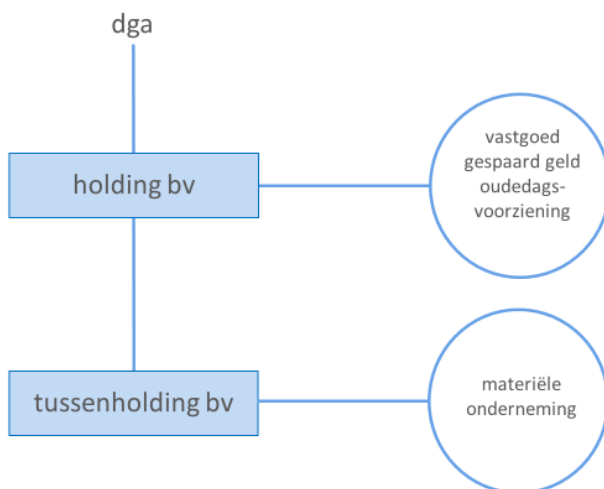 dga
holding bv
vastgoed
gespaard geld
oudedags-
voorziening
tussenholding bv
materiële
onderneming